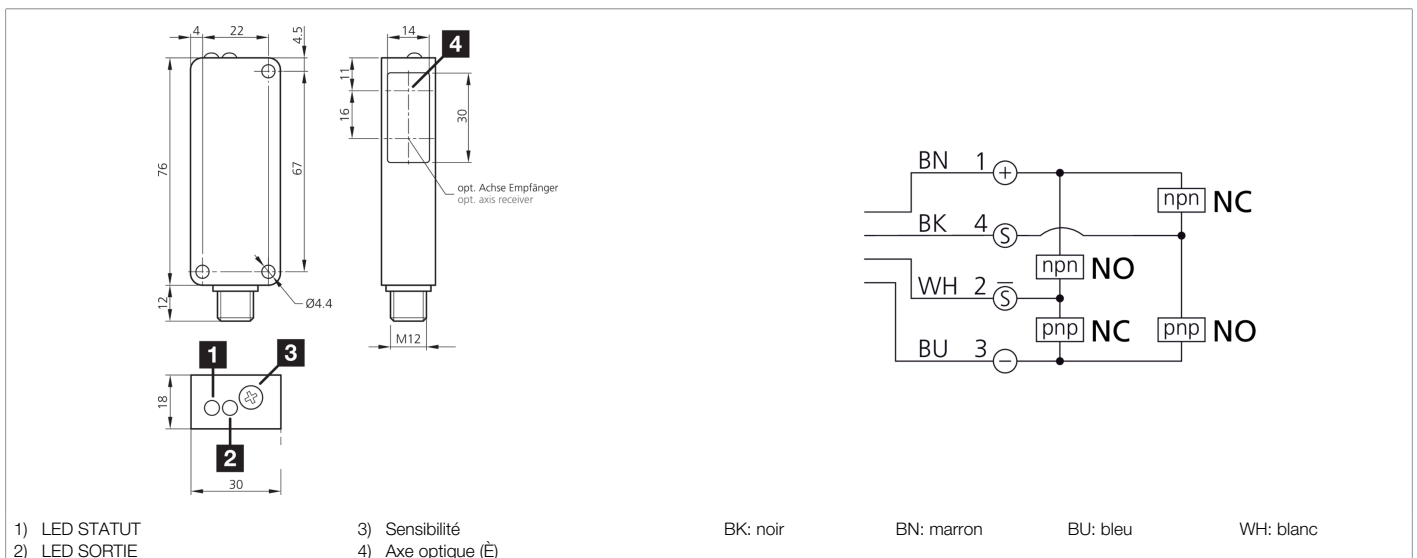 4 22 4.5
76
67
12
Ø4.4
14
4
11
16
30
opt. Achse Empfänger
opt. axis receiver
M12
1
3
18
2
30
BN 1 +
npn NC
BK 4 S
npn NO
WH 2 S̅
pnp NC pnp NO
BU 3 −
1) LED STATUT 3) Sensibilité BK: noir BN: marron BU: bleu WH: blanc
2) LED SORTIE 4) Axe optique (È)